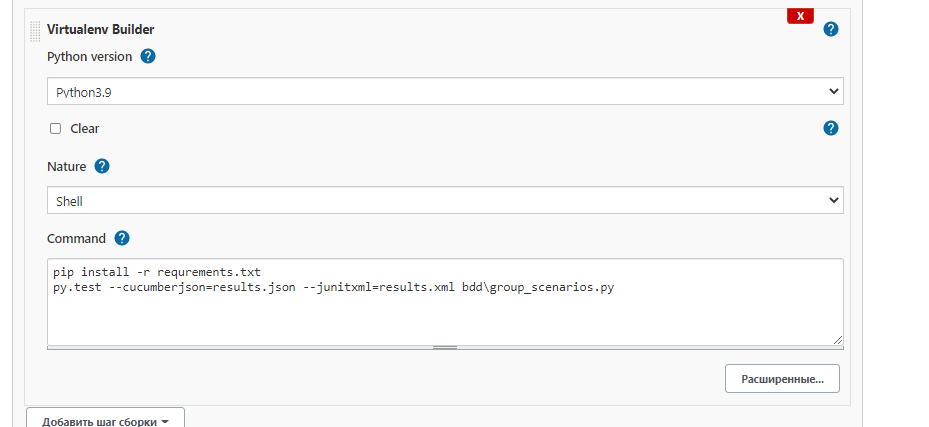 X
Virtualenv Builder ?
Python version ?
Python3.9
Clear ?
Nature ?
Shell
Command ?
pip install -r requrements.txt
py.test --cucumberjson=results.json --junitxml=results.xml bdd\group_scenarios.py
Расширенные...
Добавить шаг сборки